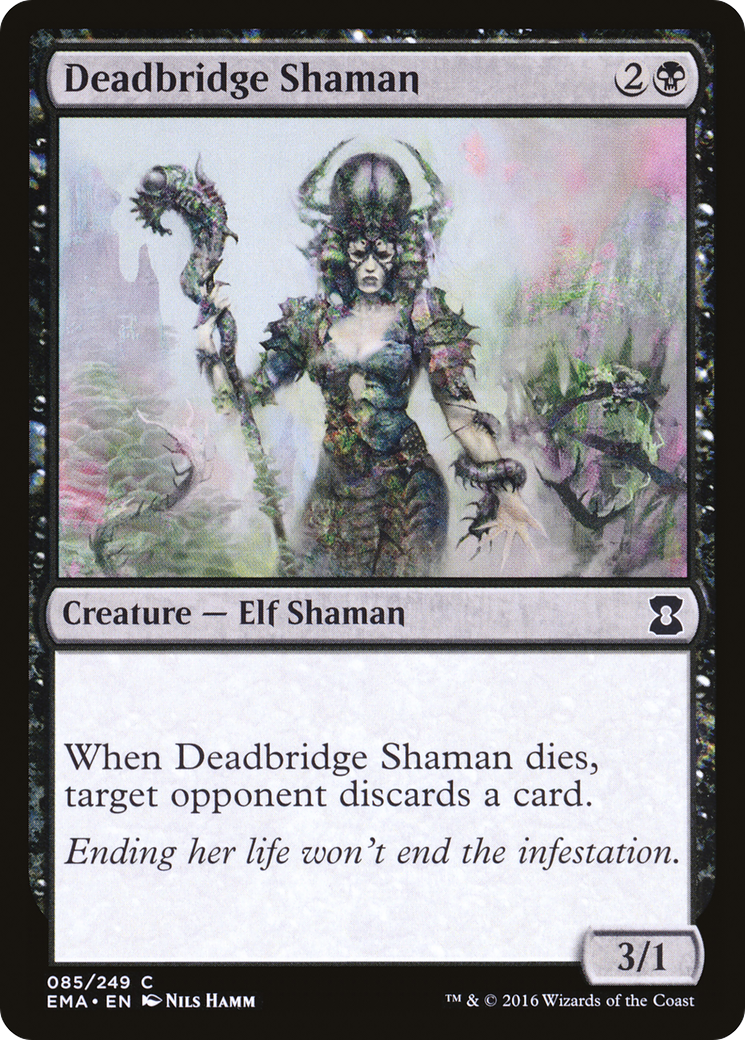 Deadbridge Shaman 2
Creature — Elf Shaman
When Deadbridge Shaman dies,
target opponent discards a card.
Ending her life won't end the infestation.
3/1
085/249 C
EMA • EN Nils Hamm
™ & © 2016 Wizards of the Coast